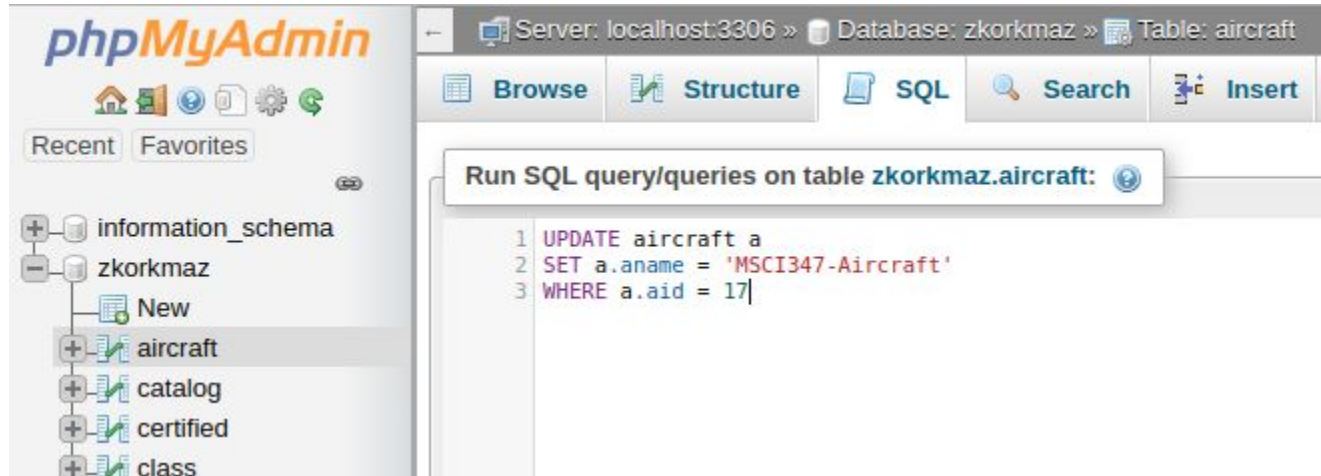 phpMyAdmin
Recent Favorites
information_schema
zkorkmaz
New
aircraft
catalog
certified
class
← Server: localhost:3306 » Database: zkorkmaz » Table: aircraft
Browse Structure SQL Search Insert
Run SQL query/queries on table zkorkmaz.aircraft:
1 UPDATE aircraft a
2 SET a.aname = 'MSCI347-Aircraft'
3 WHERE a.aid = 17